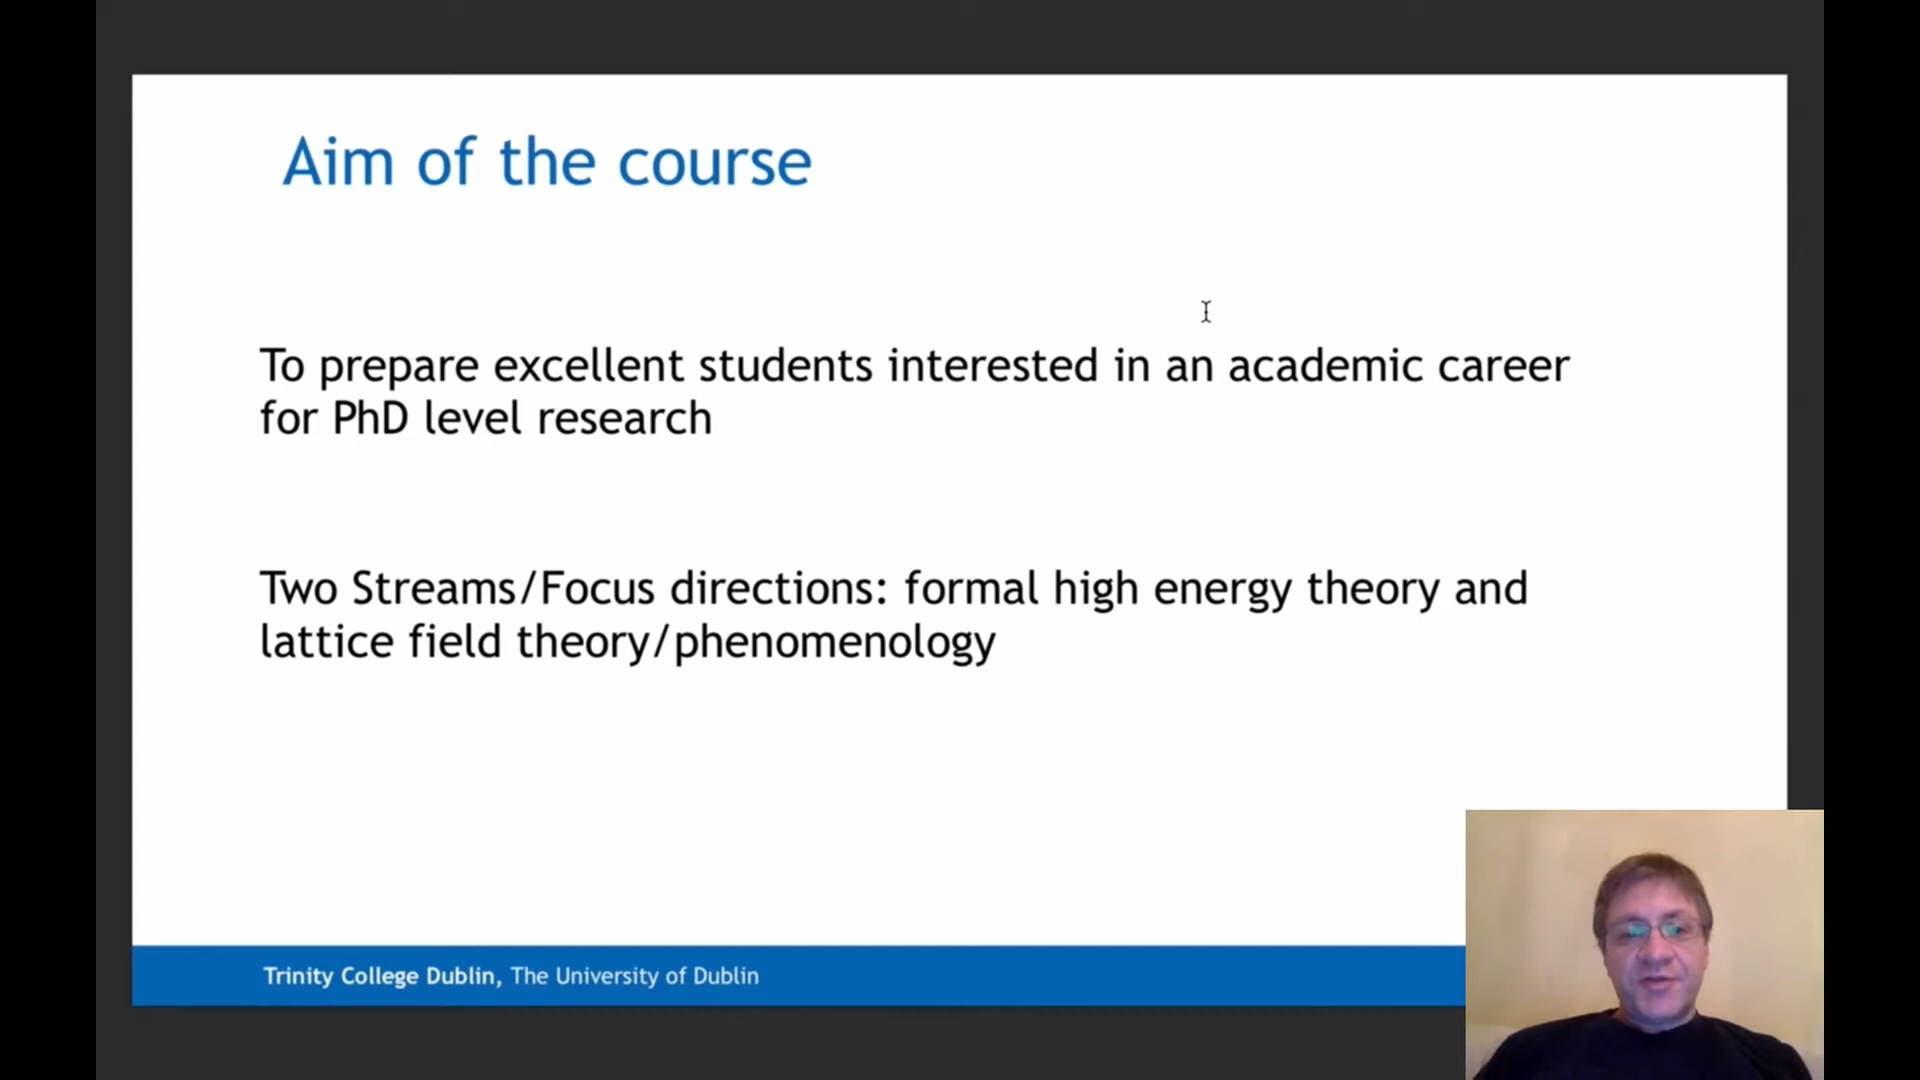 Aim of the course
To prepare excellent students interested in an academic career
for PhD level research
Two Streams/Focus directions: formal high energy theory and
lattice field theory/phenomenology
Trinity College Dublin, The University of Dublin